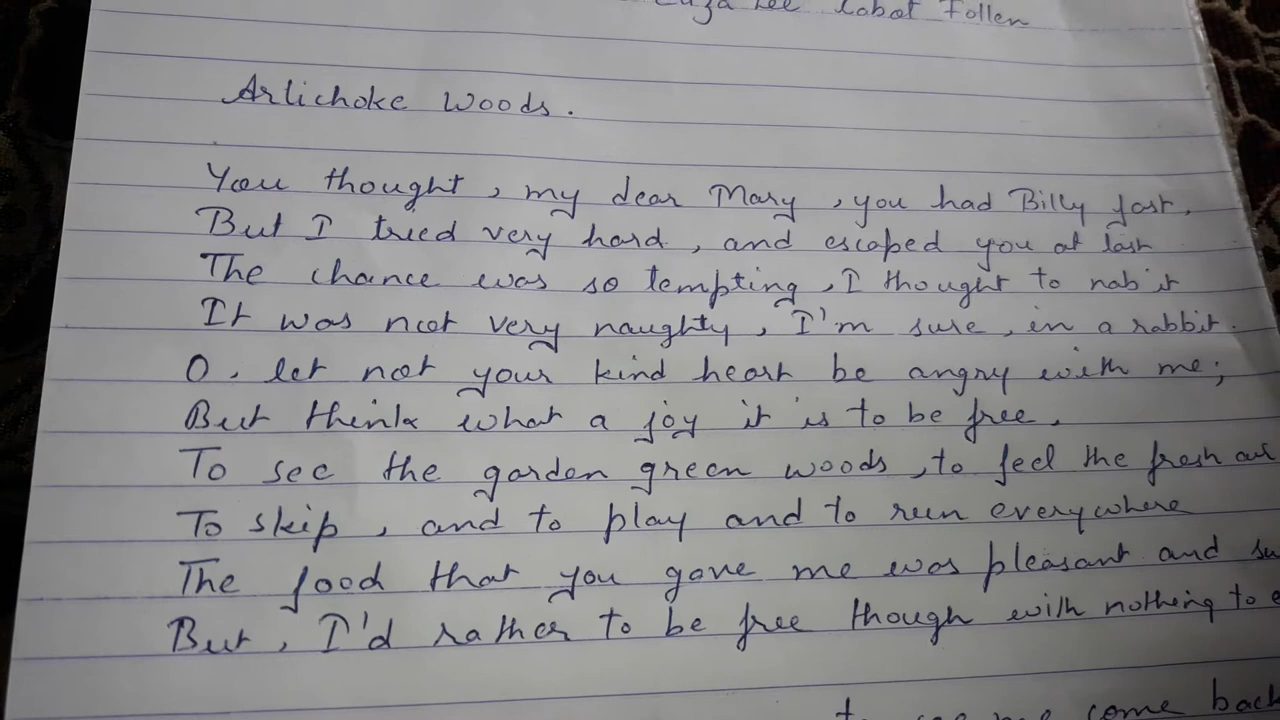 Lee Cabot Follen
Artichoke Woods.
You thought, my dear Mary, you had Billy fast.
But I tried very hard, and escaped you at last
The chance was so tempting, I thought to nab it
It was not very naughty, I'm sure, in a rabbit.
O, let not your kind heart be angry with me;
But think what a joy it is to be free.
To see the garden green woods, to feel the fresh air
To skip, and to play and to run everywhere
The food that you gave me was pleasant and
But, I'd rather to be free though with nothing to
come back